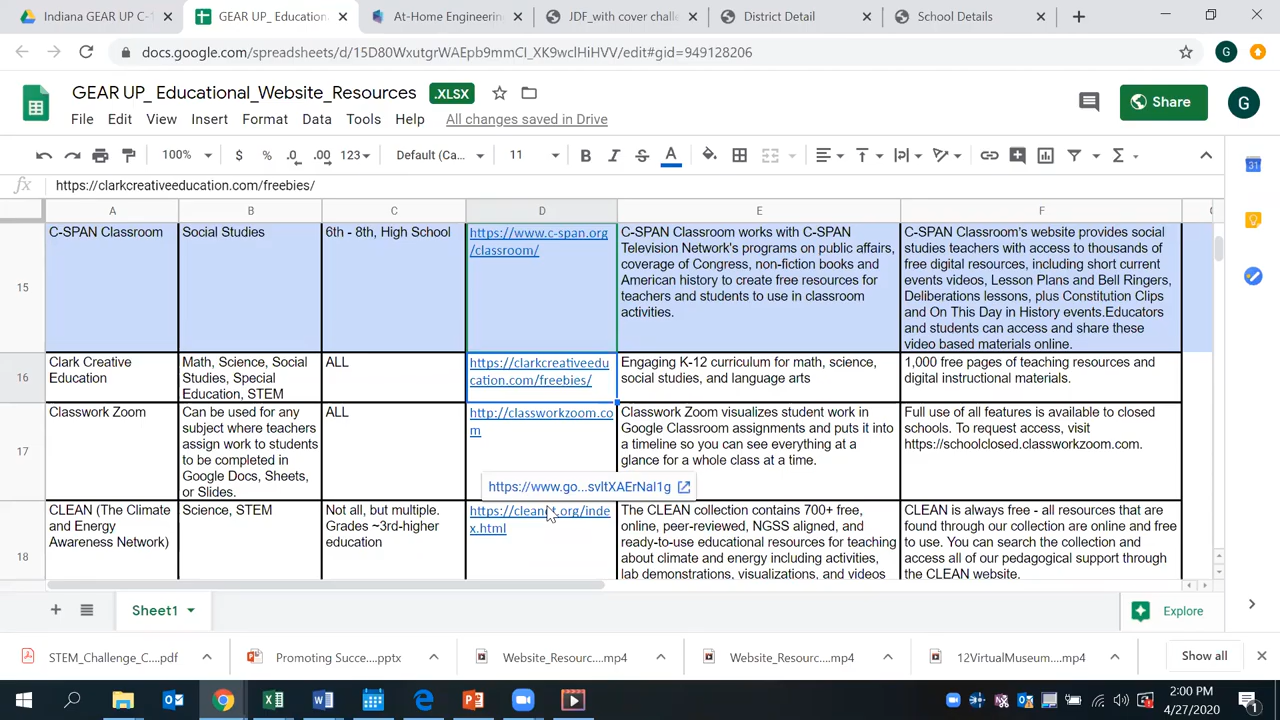 Indiana GEAR UP C-1
GEAR UP_ Educationa
At-Home Engineering
JDF_with cover chall
District Detail
School Details
docs.google.com/spreadsheets/d/15D80WxutgrWAEpb9mmCI_XK9wclHiHVV/edit#gid=949128206
G
GEAR UP_ Educational_Website_Resources
.XLSX
Share
G
File Edit View Insert Format Data Tools Help All changes saved in Drive
100% $ % .0 .00 123 Default (Ca... 11 B I S A Σ
31
fx https://clarkcreativeeducation.com/freebies/
A B C D E F
15
C-SPAN Classroom
Social Studies
6th - 8th, High School
https://www.c-span.org
/classroom/
C-SPAN Classroom works with C-SPAN
Television Network's programs on public affairs,
coverage of Congress, non-fiction books and
American history to create free resources for
teachers and students to use in classroom
activities.
C-SPAN Classroom's website provides social
studies teachers with access to thousands of
free digital resources, including short current
events videos, Lesson Plans and Bell Ringers,
Deliberations lessons, plus Constitution Clips
and On This Day in History events.Educators
and students can access and share these
video based materials online.
16
Clark Creative
Education
Math, Science, Social
Studies, Special
Education, STEM
ALL
https://clarkcreativeedu
cation.com/freebies/
Engaging K-12 curriculum for math, science,
social studies, and language arts
1,000 free pages of teaching resources and
digital instructional materials.
17
Classwork Zoom
Can be used for any
subject where teachers
assign work to students
to be completed in
Google Docs, Sheets,
or Slides.
ALL
http://classworkzoom.co
m
Classwork Zoom visualizes student work in
Google Classroom assignments and puts it into
a timeline so you can see everything at a
glance for a whole class at a time.
Full use of all features is available to closed
schools. To request access, visit
https://schoolclosed.classworkzoom.com.
https://www.go...svltXAErNaI1g
18
CLEAN (The Climate
and Energy
Awareness Network)
Science, STEM
Not all, but multiple.
Grades ~3rd-higher
education
x.html
The CLEAN collection contains 700+ free,
online, peer-reviewed, NGSS aligned, and
ready-to-use educational resources for teaching
about climate and energy including activities,
lab demonstrations, visualizations, and videos
CLEAN is always free - all resources that are
found through our collection are online and free
to use. You can search the collection and
access all of our pedagogical support through
the CLEAN website.
Sheet1
Explore
STEM_Challenge_C....pdf
Promoting Succe....pptx
Website_Resourc....mp4
Website_Resourc....mp4
12VirtualMuseum....mp4
Show all
2:00 PM
4/27/2020
1